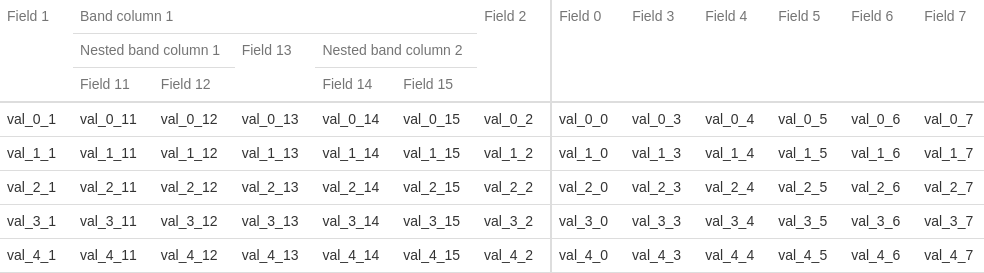 Field 1 Band column 1 Field 2 Field 0 Field 3 Field 4 Field 5 Field 6 Field 7
Nested band column 1 Field 13 Nested band column 2
Field 11 Field 12 Field 14 Field 15
val_0_1 val_0_11 val_0_12 val_0_13 val_0_14 val_0_15 val_0_2 val_0_0 val_0_3 val_0_4 val_0_5 val_0_6 val_0_7
val_1_1 val_1_11 val_1_12 val_1_13 val_1_14 val_1_15 val_1_2 val_1_0 val_1_3 val_1_4 val_1_5 val_1_6 val_1_7
val_2_1 val_2_11 val_2_12 val_2_13 val_2_14 val_2_15 val_2_2 val_2_0 val_2_3 val_2_4 val_2_5 val_2_6 val_2_7
val_3_1 val_3_11 val_3_12 val_3_13 val_3_14 val_3_15 val_3_2 val_3_0 val_3_3 val_3_4 val_3_5 val_3_6 val_3_7
val_4_1 val_4_11 val_4_12 val_4_13 val_4_14 val_4_15 val_4_2 val_4_0 val_4_3 val_4_4 val_4_5 val_4_6 val_4_7